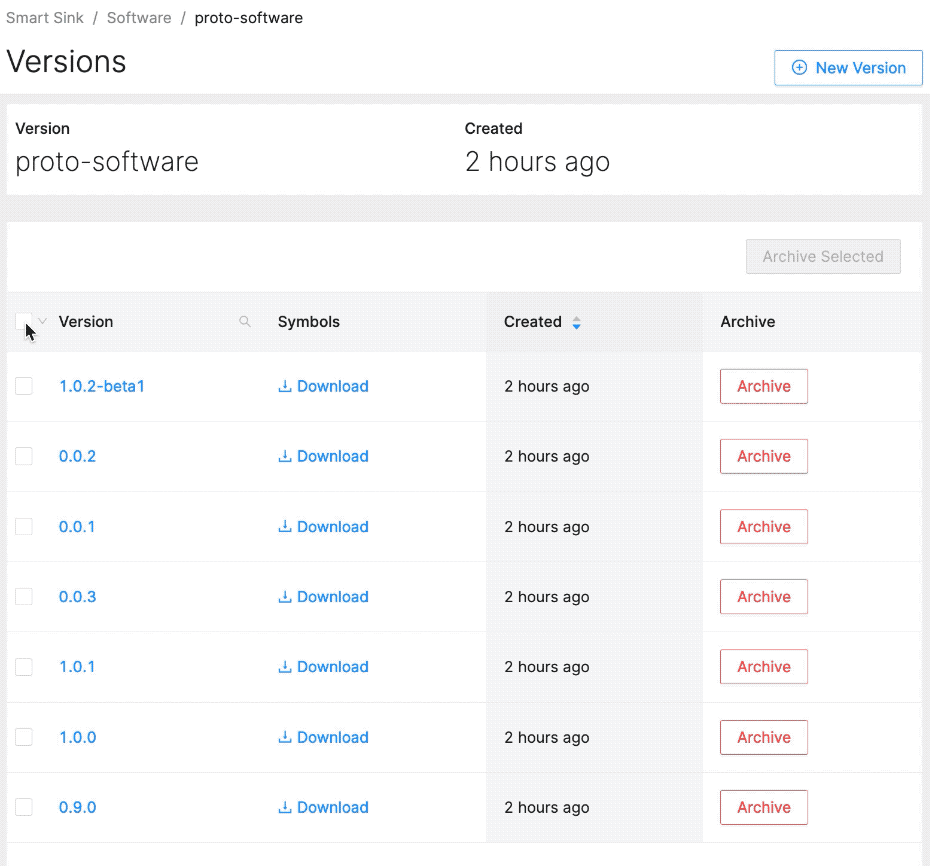 Smart Sink / Software / proto-software
Versions
New Version
Version Created
proto-software 2 hours ago
Archive Selected
Version Symbols Created Archive
1.0.2-beta1 Download 2 hours ago Archive
0.0.2 Download 2 hours ago Archive
0.0.1 Download 2 hours ago Archive
0.0.3 Download 2 hours ago Archive
1.0.1 Download 2 hours ago Archive
1.0.0 Download 2 hours ago Archive
0.9.0 Download 2 hours ago Archive